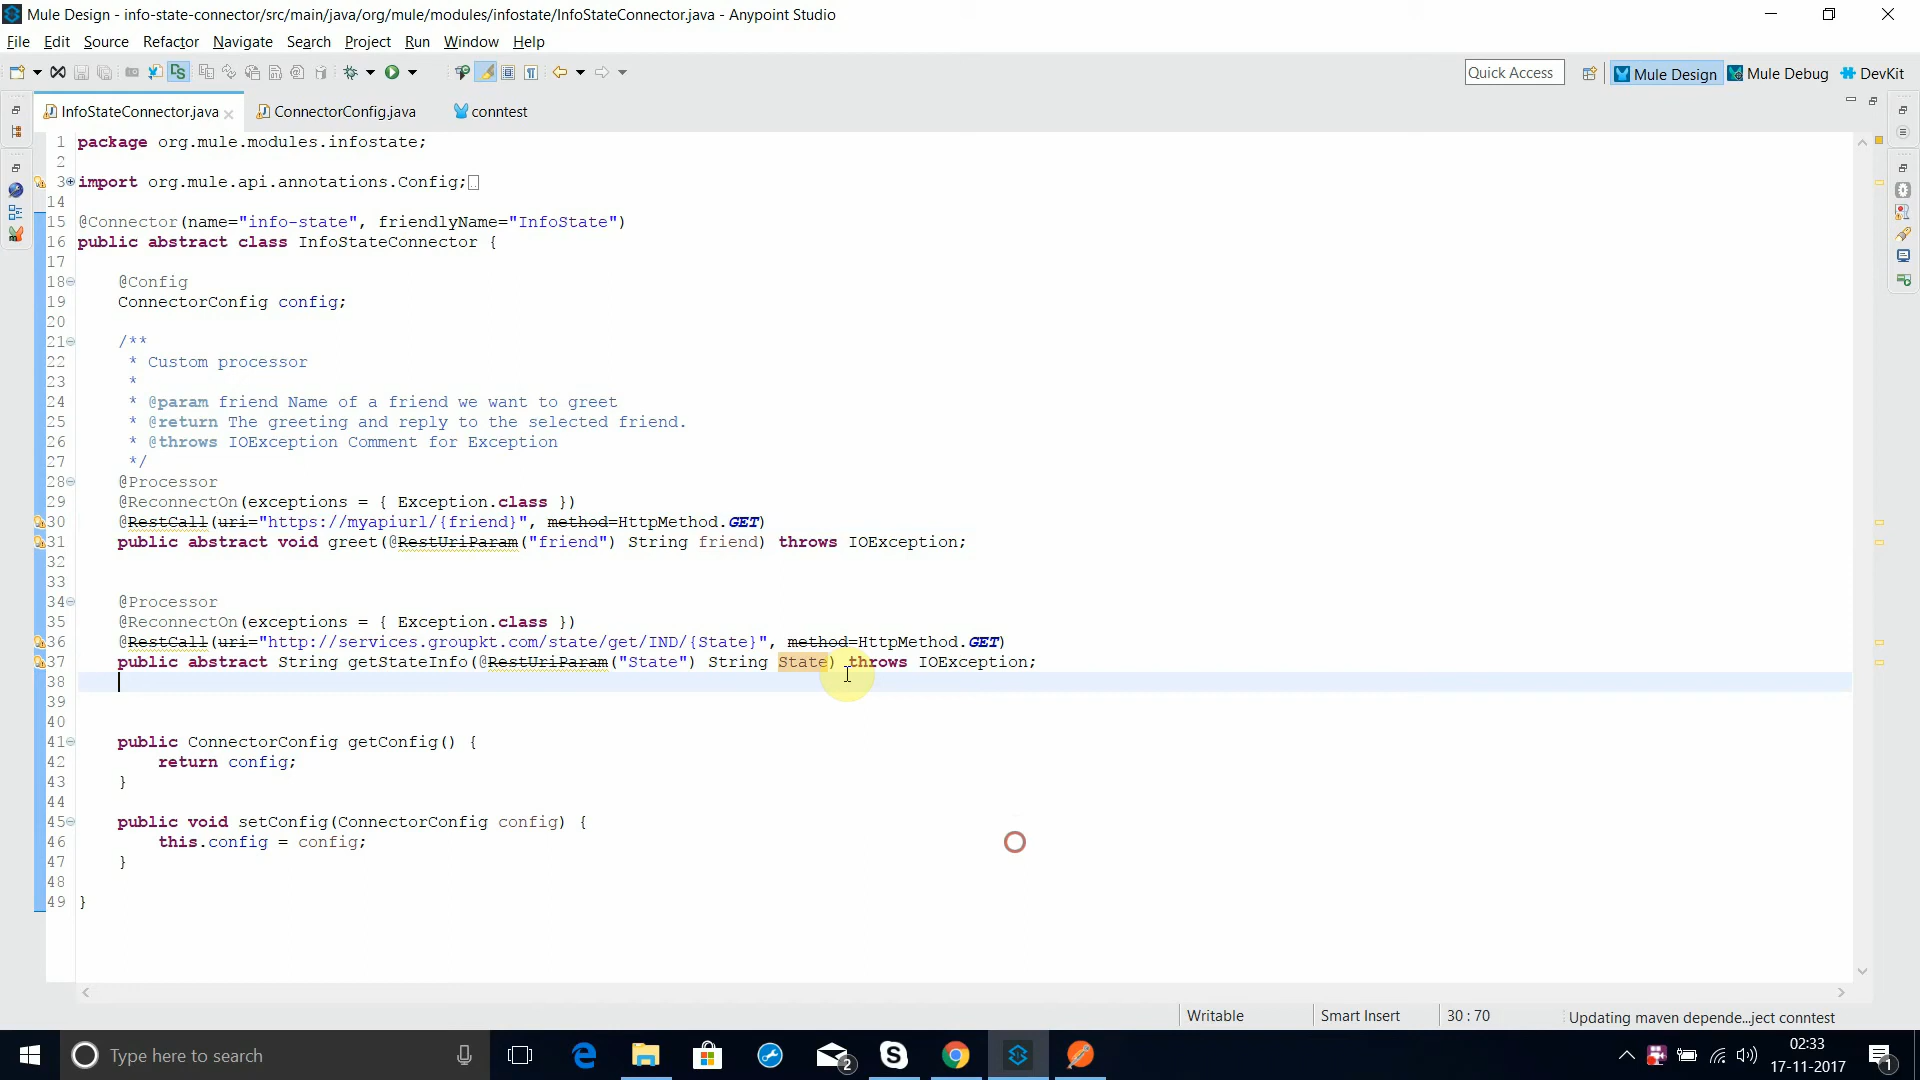 Mule Design - info-state-connector/src/main/java/org/mule/modules/infostate/InfoStateConnector.java - Anypoint Studio
File Edit Source Refactor Navigate Search Project Run Window Help
Quick Access Mule Design Mule Debug DevKit
InfoStateConnector.java ConnectorConfig.java conntest
1 package org.mule.modules.infostate;
2
3 import org.mule.api.annotations.Config;
14
15 @Connector(name="info-state", friendlyName="InfoState")
16 public abstract class InfoStateConnector {
17
18 @Config
19 ConnectorConfig config;
20
21 /**
22 * Custom processor
23 *
24 * @param friend Name of a friend we want to greet
25 * @return The greeting and reply to the selected friend.
26 * @throws IOException Comment for Exception
27 */
28 @Processor
29 @ReconnectOn(exceptions = { Exception.class })
30 @RestCall(uri="https://myapiurl/{friend}", method=HttpMethod.GET)
31 public abstract void greet(@RestUriParam("friend") String friend) throws IOException;
32
33
34 @Processor
35 @ReconnectOn(exceptions = { Exception.class })
36 @RestCall(uri="http://services.groupkt.com/state/get/IND/{State}", method=HttpMethod.GET)
37 public abstract String getStateInfo(@RestUriParam("State") String State) throws IOException;
38
39
40
41 public ConnectorConfig getConfig() {
42 return config;
43 }
44
45 public void setConfig(ConnectorConfig config) {
46 this.config = config;
47 }
48
49 }
Writable Smart Insert 30 : 70 Updating maven depende...ject conntest
Type here to search 2 02:33
17-11-2017 1